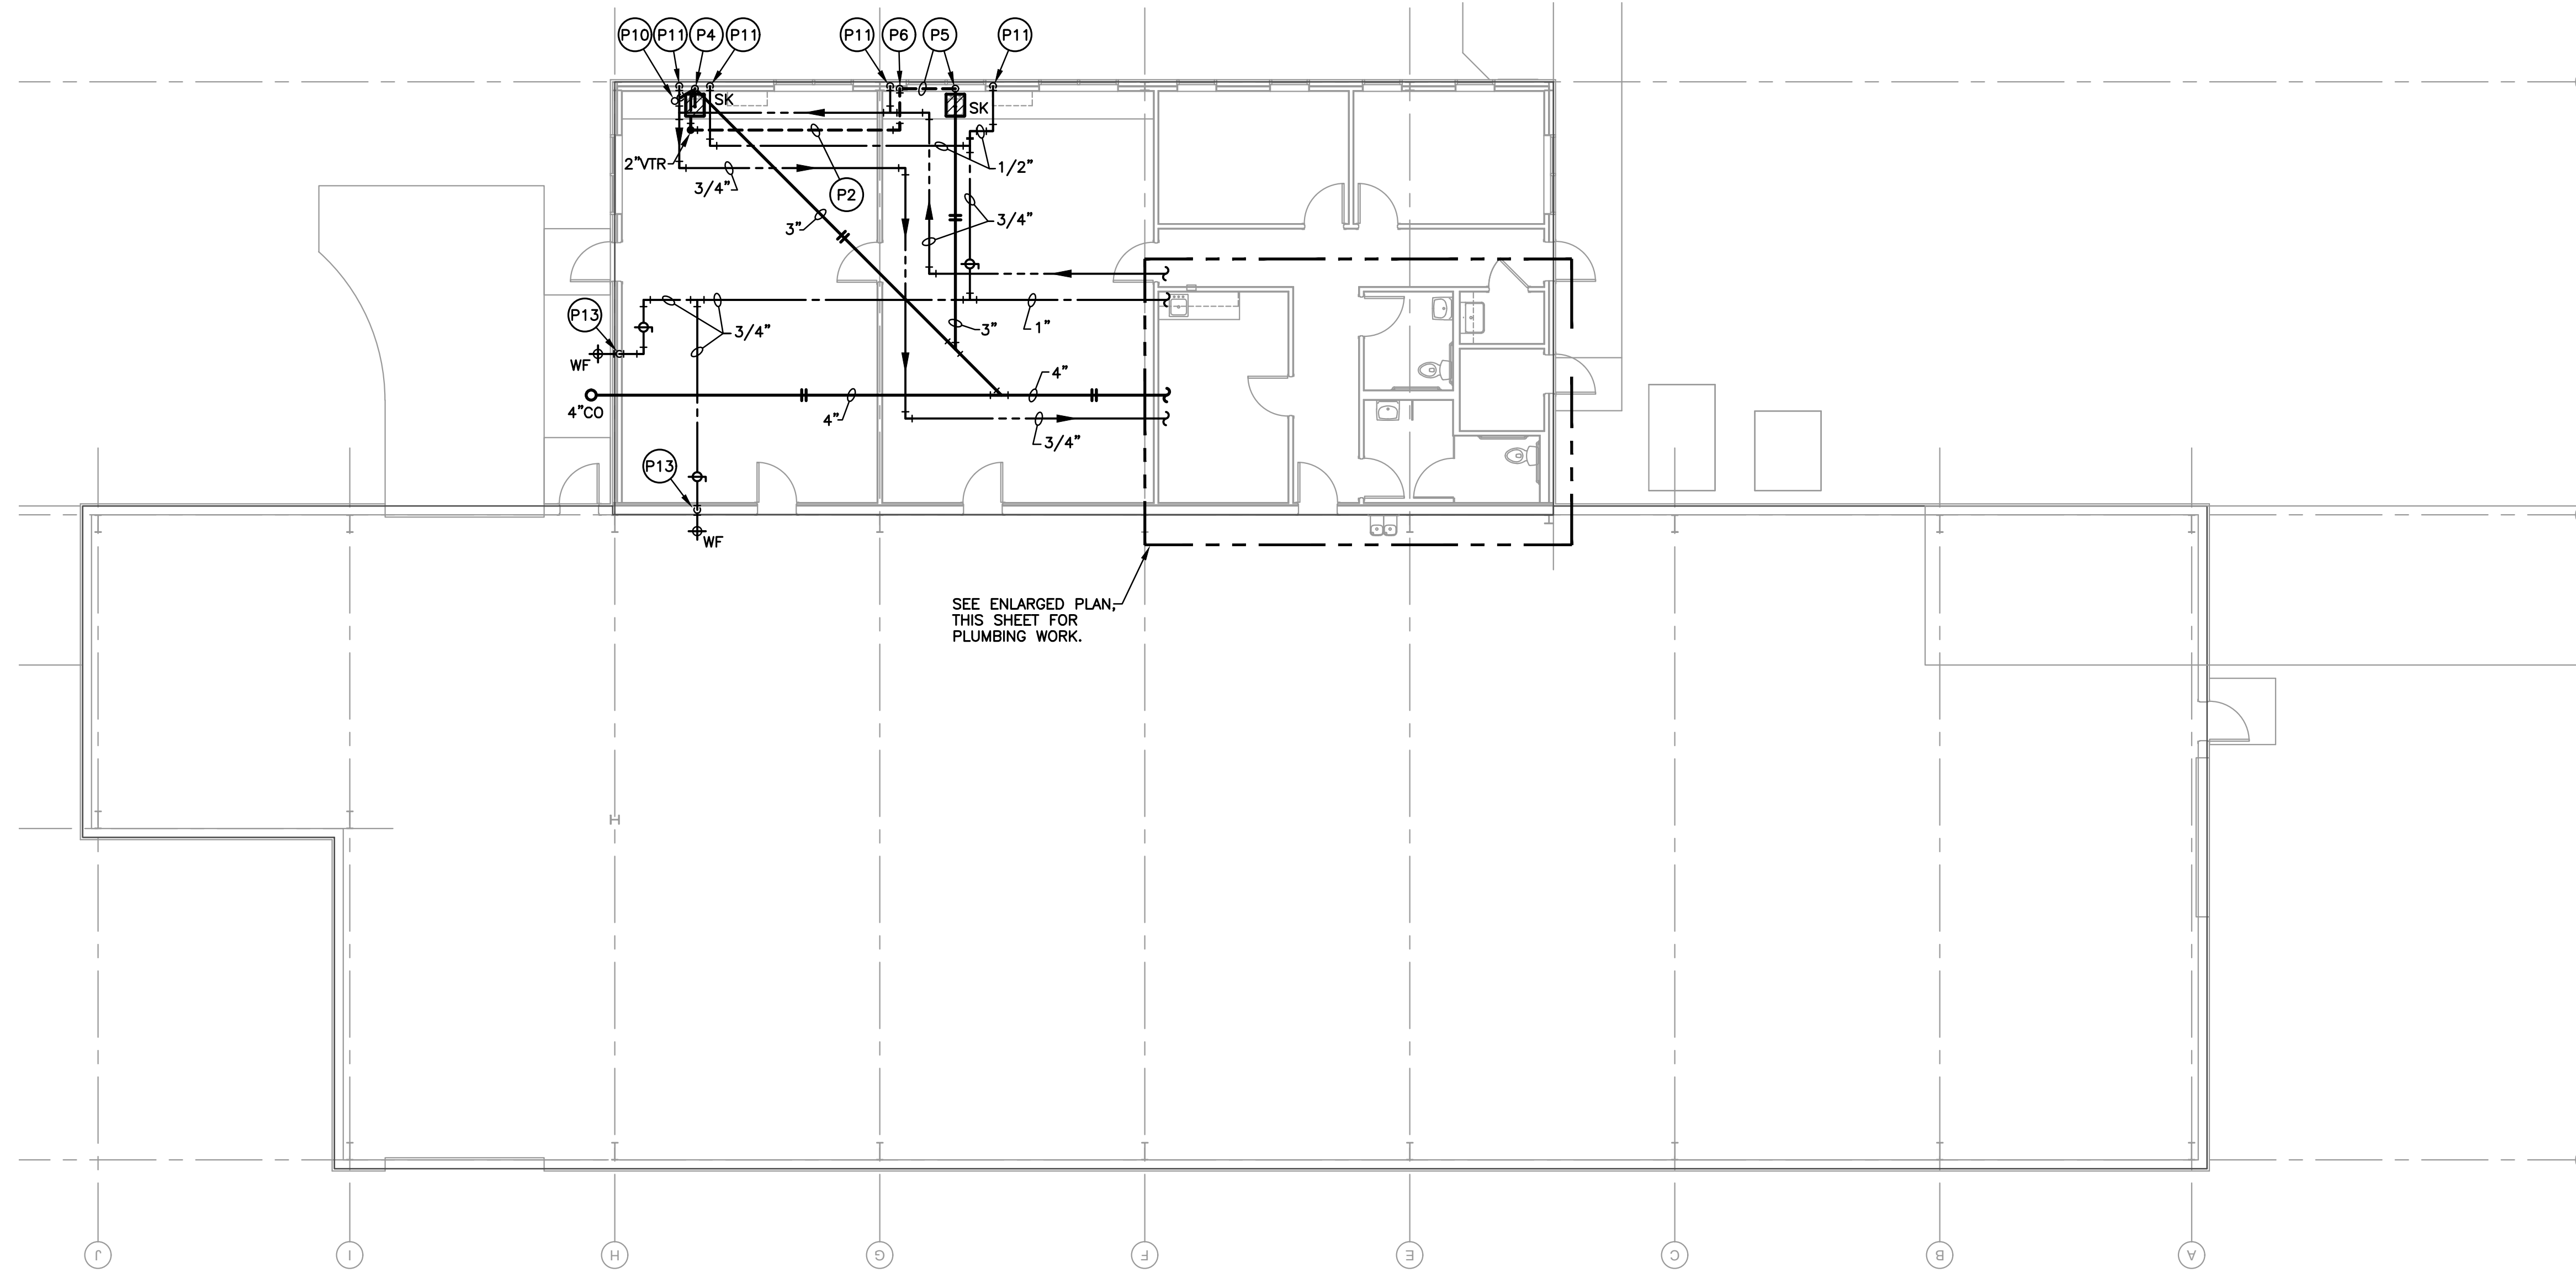 P10 P11 P4 P11 P11 P6 P5 P11
SK SK
2"VTR
1/2"
3/4"
P2
3/4"
3"
P13
3/4"
3"
1"
WF
4"
4"CO
4"
3/4"
P13
WF
SEE ENLARGED PLAN,
THIS SHEET FOR
PLUMBING WORK.
J I H G F E C B A